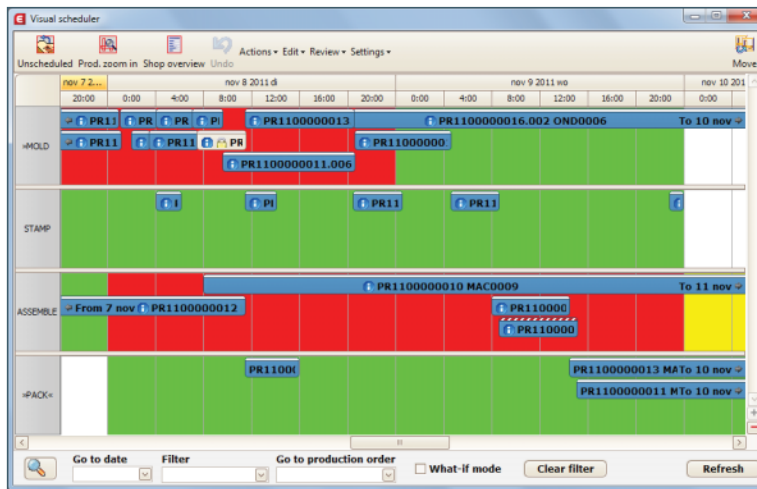 Visual scheduler
Unscheduled Prod. zoom in Shop overview Undo Actions Edit Review Settings Move
nov 7 2... nov 8 2011 di nov 9 2011 wo nov 10 201
20:00 0:00 4:00 8:00 12:00 16:00 20:00 0:00 4:00 8:00 12:00 16:00 20:00 0:00
»MOLD
PR11 PR PR PI PR1100000013 PR1100000016.002 OND0006 To 10 nov
PR11 PR11 PR PR11000000
PR1100000011.006
STAMP
PI PR11 PR11
ASSEMBLE
PR1100000010 MAC0009 To 11 nov
From 7 nov PR1100000012 PR110000
PR110000
»PACK«
PR1100 PR1100000013 MATo 10 nov
PR1100000011 MTo 10 nov
Go to date Filter Go to production order
What-if mode Clear filter Refresh